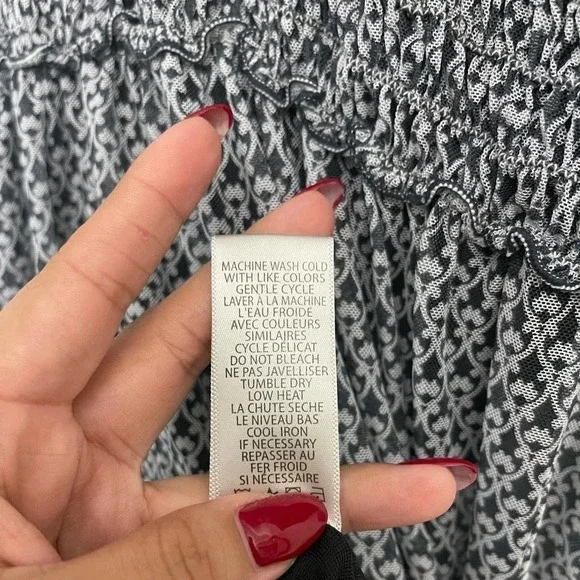 MACHINE WASH COLD
WITH LIKE COLORS
GENTLE CYCLE
LAVER À LA MACHINE
L'EAU FROIDE
AVEC COULEURS
SIMILAIRES
CYCLE DÉLICAT
DO NOT BLEACH
NE PAS JAVELLISER
TUMBLE DRY
LOW HEAT
LA CHUTE SECHE
LE NIVEAU BAS
COOL IRON
IF NECESSARY
REPASSER AU
FER FROID
SI NÉCESSAIRE